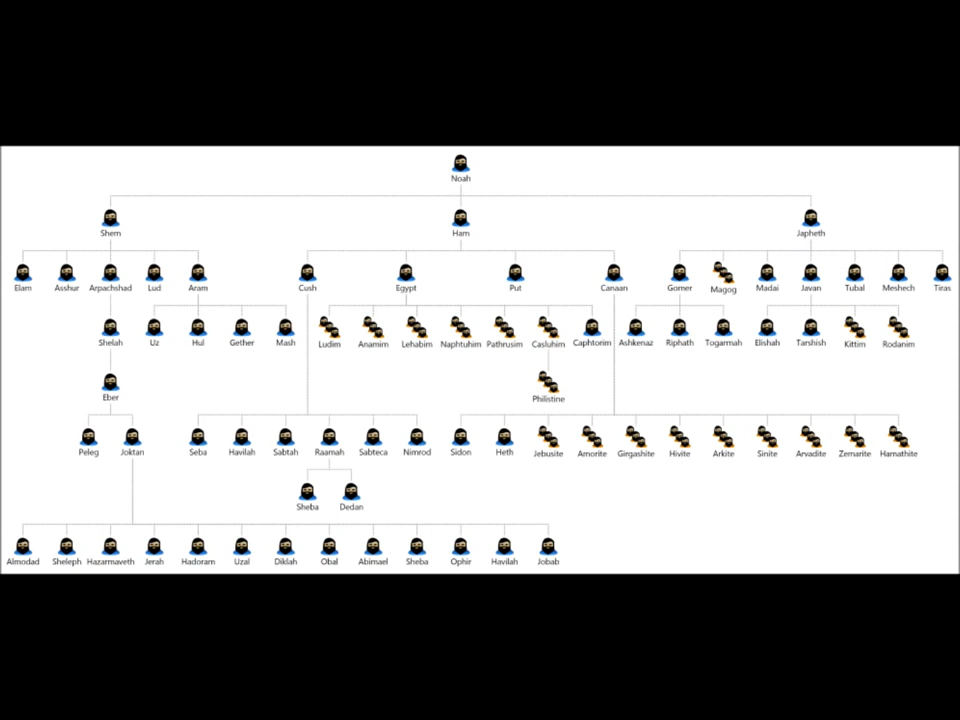 Noah
Shem Ham Japheth
Elam Asshur Arpachshad Lud Aram Cush Egypt Put Canaan Gomer Magog Madai Javan Tubal Meshech Tiras
Shelah Uz Hul Gether Mash Ludim Anamim Lehabim Naphtuhim Pathrusim Casluhim Caphtorim Ashkenaz Riphath Togarmah Elishah Tarshish Kittim Rodanim
Eber Philistine
Peleg Joktan Seba Havilah Sabtah Raamah Sabteca Nimrod Sidon Heth Jebusite Amorite Girgashite Hivite Arkite Sinite Arvadite Zemarite Hamathite
Sheba Dedan
Almodad Sheleph Hazarmaveth Jerah Hadoram Uzal Diklah Obal Abimael Sheba Ophir Havilah Jobab